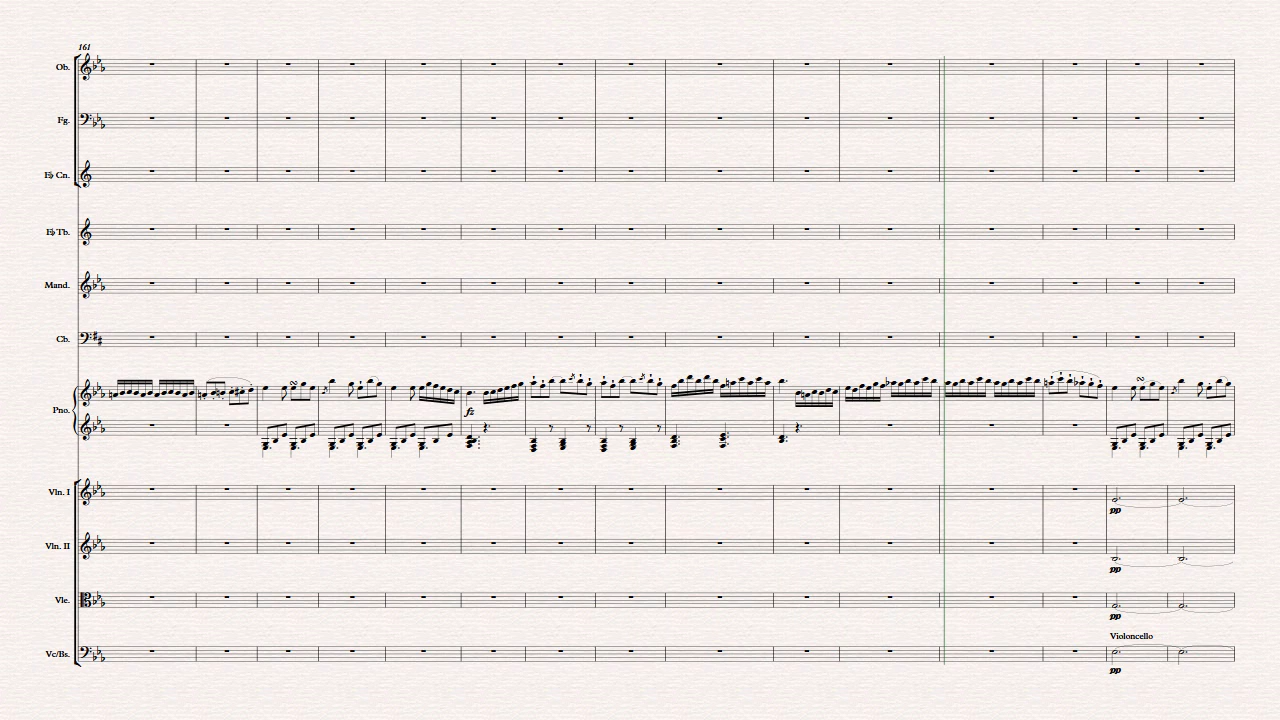 161
Ob.
Fg.
E♭ Cn.
E♭ Tb.
Mand.
Cb.
Pno.
fz
Vln. I
pp
Vln. II
pp
Vle.
pp
Violoncello
Vc/Bs.
pp